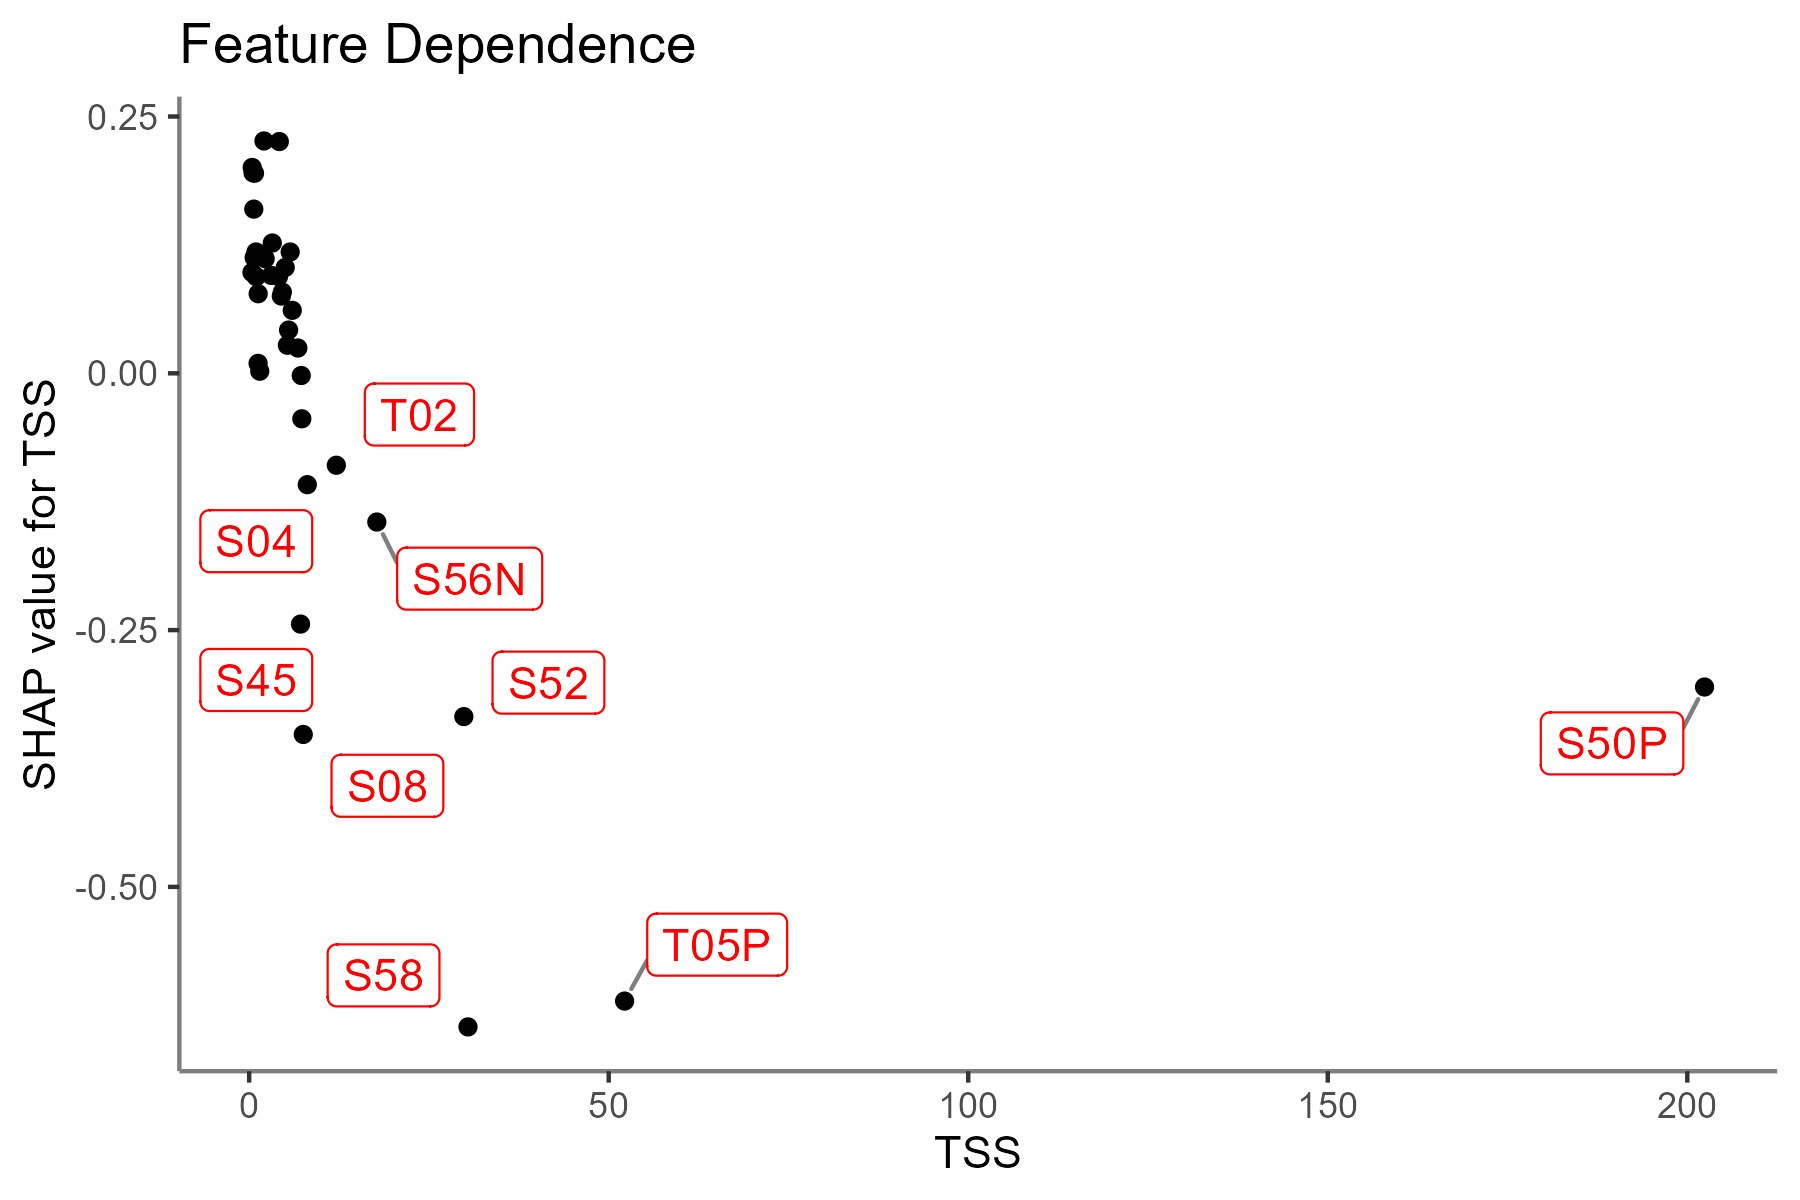 Feature Dependence
SHAP value for TSS
0.25
0.00
-0.25
-0.50
T02
S04
S56N
S45
S52
S50P
S08
T05P
S58
0
50
100
150
200
TSS